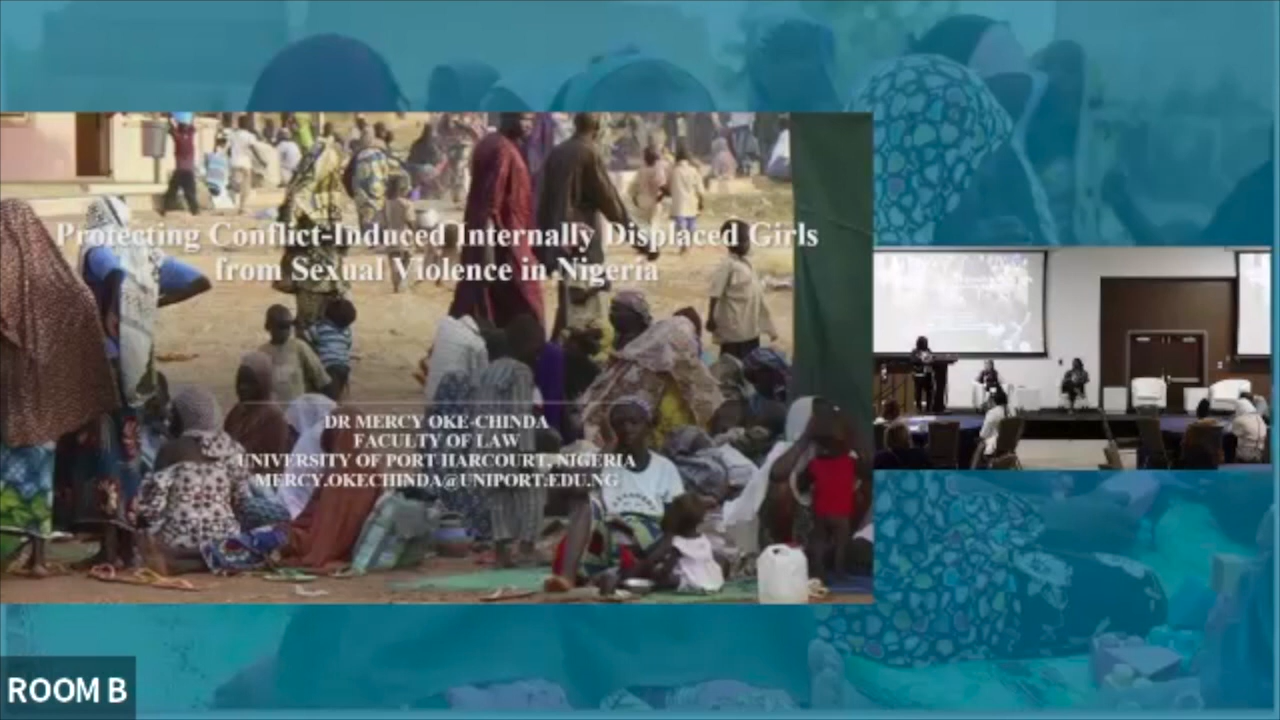 Protecting Conflict-Induced Internally Displaced Girls
from Sexual Violence in Nigeria
DR MERCY OKE-CHINDA
FACULTY OF LAW
UNIVERSITY OF PORT HARCOURT, NIGERIA
MERCY.OKECHINDA@UNIPORT.EDU.NG
ROOM B